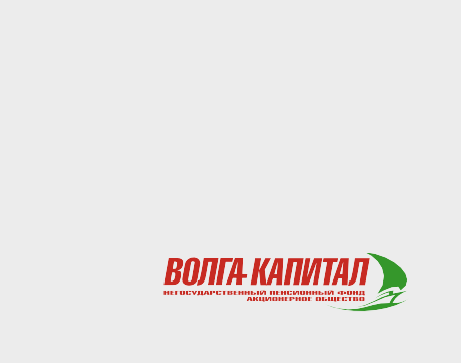 ВОЛГА-КАПИТАЛ
НЕГОСУДАРСТВЕННЫЙ ПЕНСИОННЫЙ ФОНД
АКЦИОНЕРНОЕ ОБЩЕСТВО